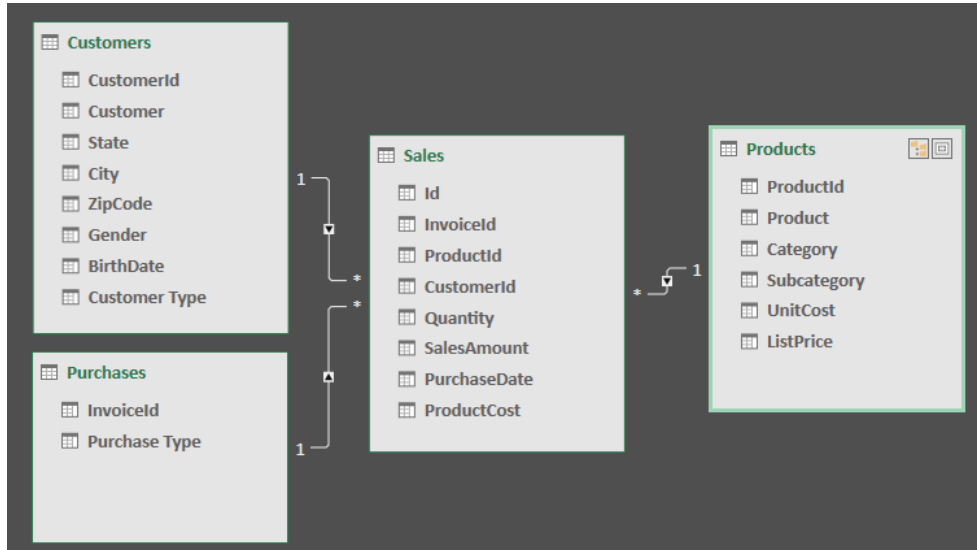 Customers
CustomerId
Customer
State
City
ZipCode
Gender
BirthDate
Customer Type
1
*
Purchases
InvoiceId
Purchase Type
1
*
Sales
Id
InvoiceId
ProductId
CustomerId
Quantity
SalesAmount
PurchaseDate
ProductCost
*
1
Products
ProductId
Product
Category
Subcategory
UnitCost
ListPrice